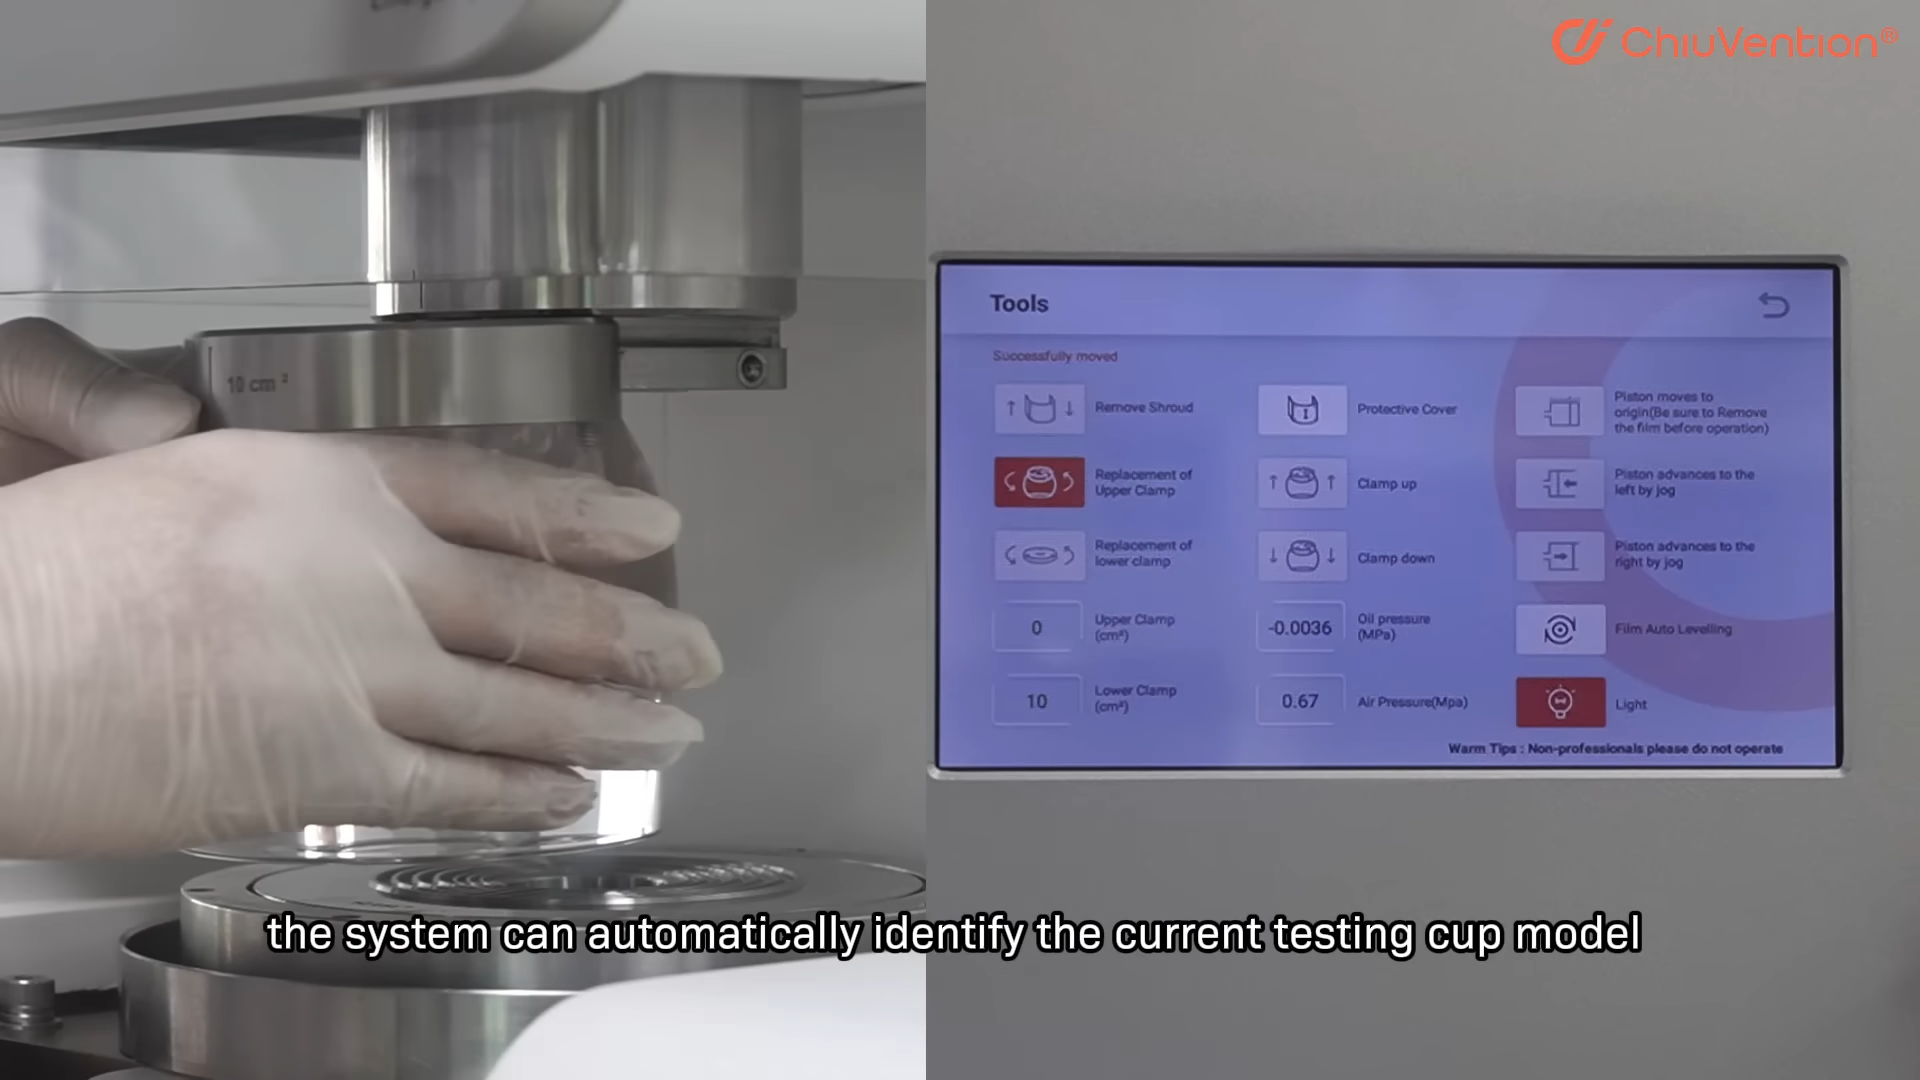 ChiuVention®
10 cm ²
Tools
Successfully moved
Remove Shroud
Protective Cover
Piston moves to
origin(Be sure to Remove
the film before operation)
Replacement of
Upper Clamp
Clamp up
Piston advances to the
left by jog
Replacement of
lower clamp
Clamp down
Piston advances to the
right by jog
0
Upper Clamp
(cm²)
-0.0036
Oil pressure
(MPa)
Film Auto Levelling
10
Lower Clamp
(cm²)
0.67
Air Pressure(Mpa)
Light
Warm Tips : Non-professionals please do not operate
the system can automatically identify the current testing cup model